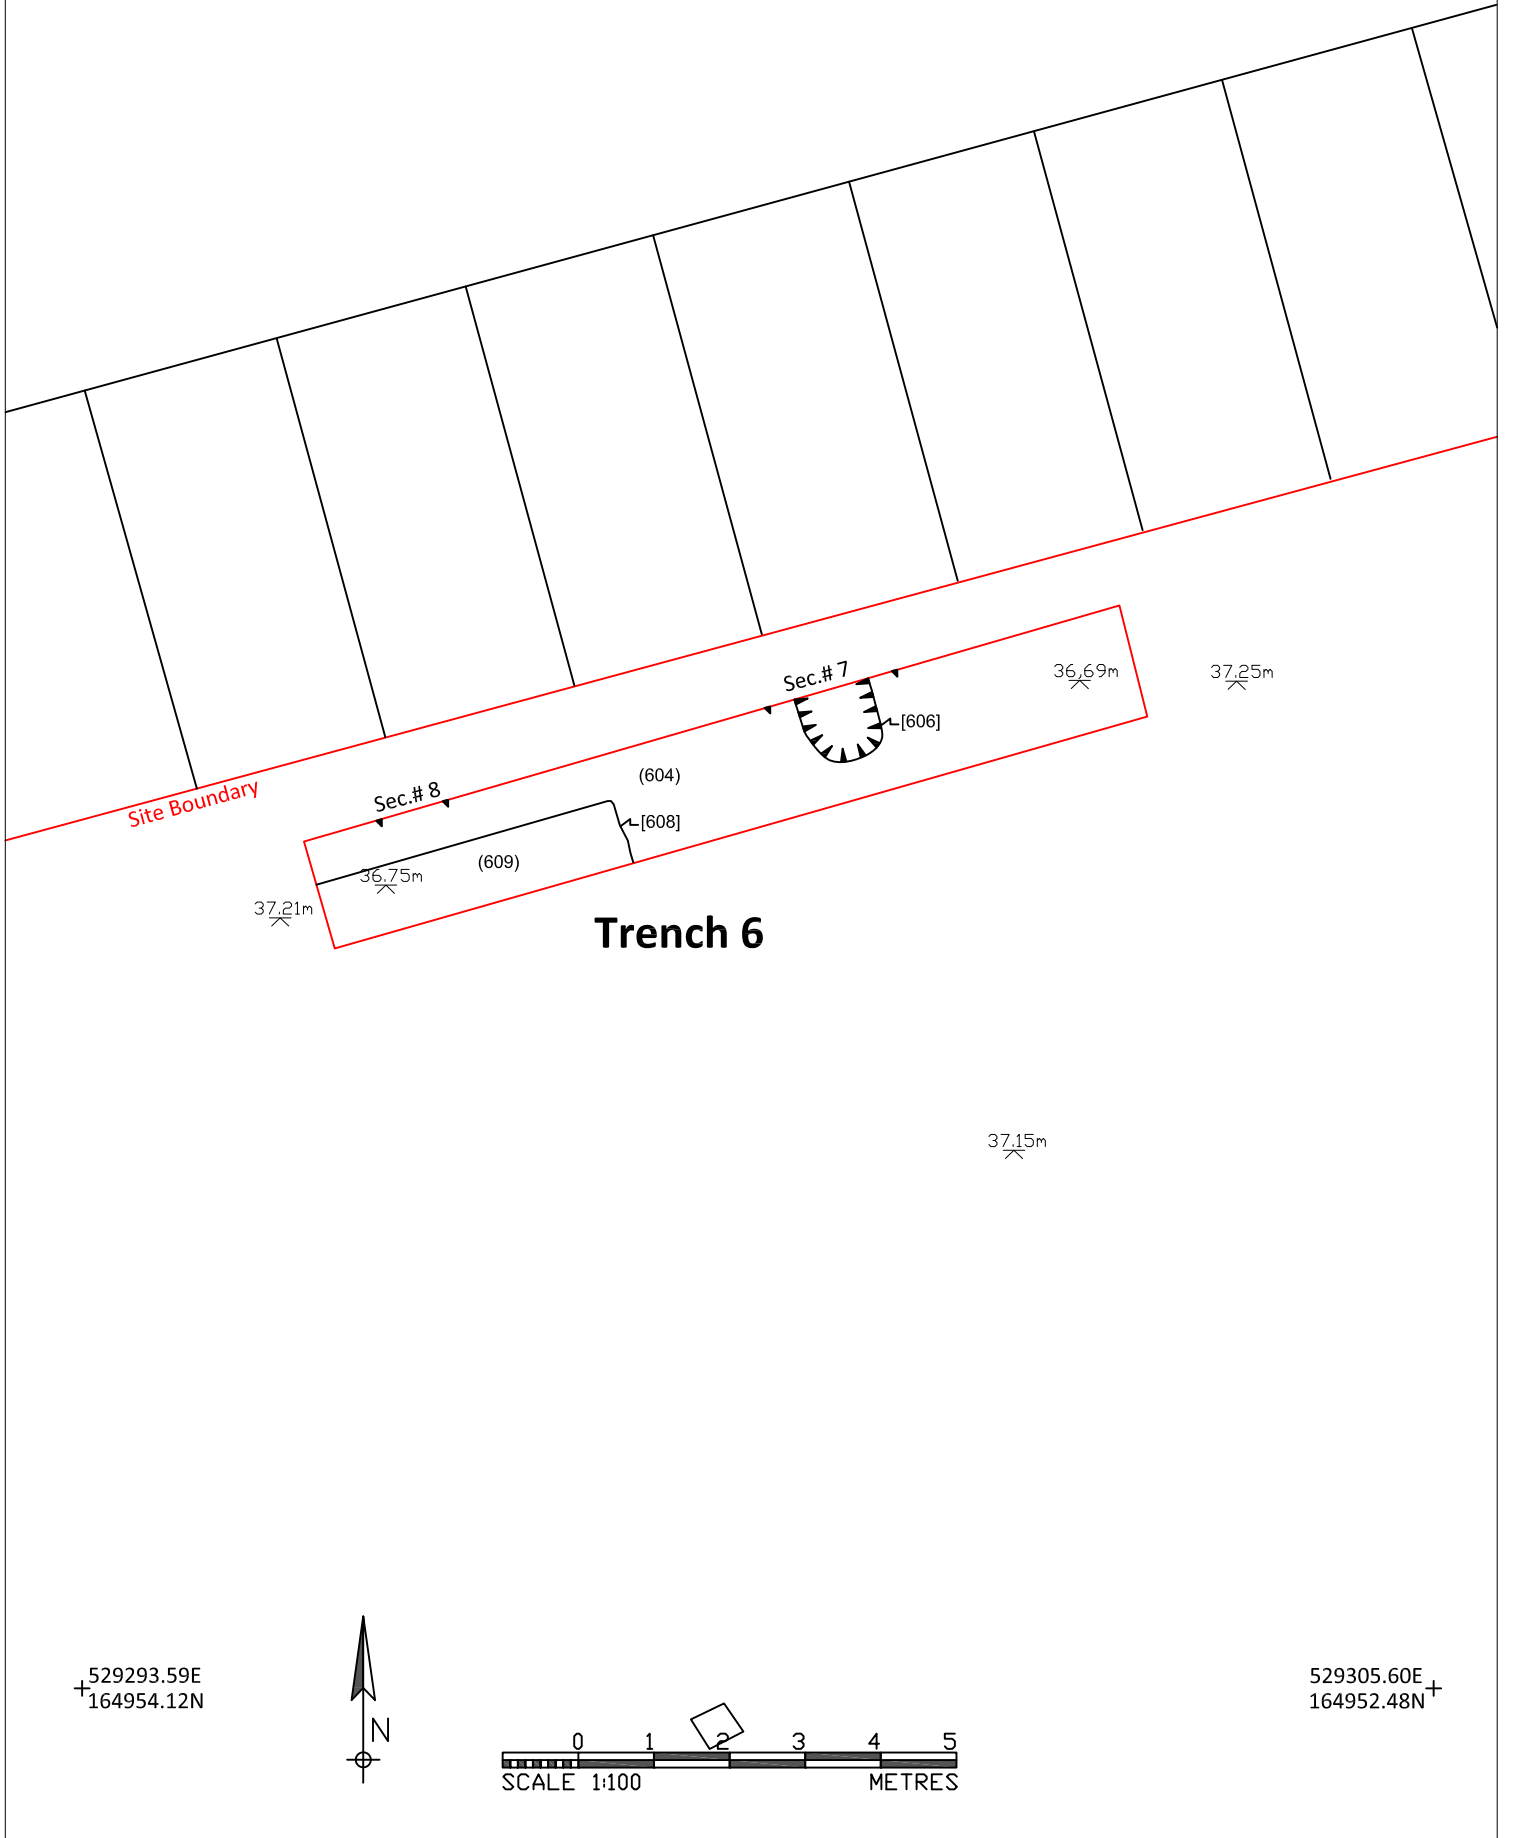 Sec.# 7
36,69m
37.25m
[606]
(604)
Sec.# 8
Site Boundary
[608]
(609)
36.75m
37.21m
Trench 6
37.15m
529293.59E
164954.12N
529305.60E
164952.48N
N
0 1 2 3 4 5
SCALE 1:100 METRES